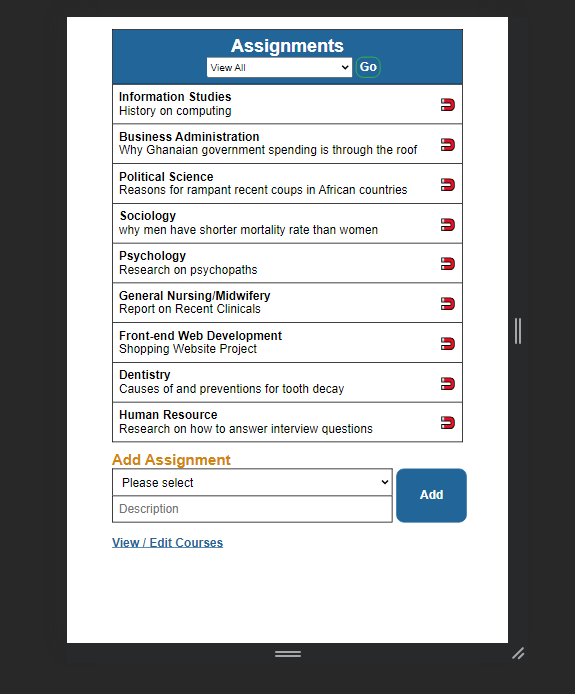 Assignments
View All
Go
Information Studies
History on computing
Business Administration
Why Ghanaian government spending is through the roof
Political Science
Reasons for rampant recent coups in African countries
Sociology
why men have shorter mortality rate than women
Psychology
Research on psychopaths
General Nursing/Midwifery
Report on Recent Clinicals
Front-end Web Development
Shopping Website Project
Dentistry
Causes of and preventions for tooth decay
Human Resource
Research on how to answer interview questions
Add Assignment
Please select
Add
Description
View / Edit Courses